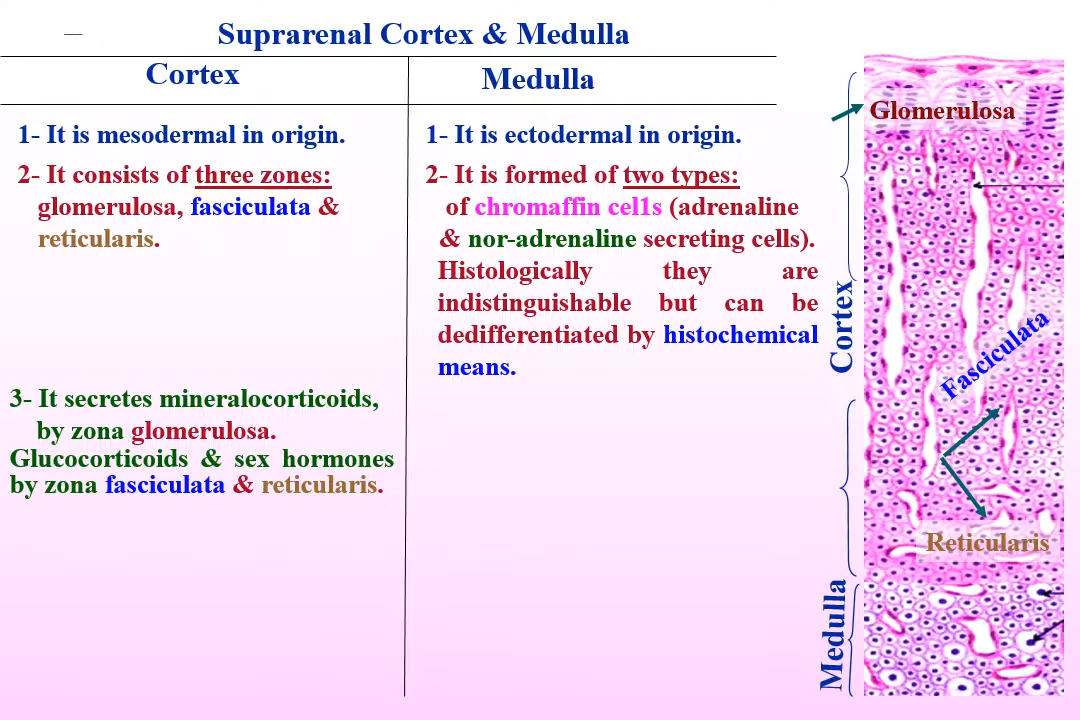 Suprarenal Cortex & Medulla
Cortex
Medulla
1- It is mesodermal in origin.
2- It consists of three zones:
glomerulosa, fasciculata &
reticularis.
3- It secretes mineralocorticoids,
by zona glomerulosa.
Glucocorticoids & sex hormones
by zona fasciculata & reticularis.
1- It is ectodermal in origin.
2- It is formed of two types:
of chromaffin cel1s (adrenaline
& nor-adrenaline secreting cells).
Histologically they are
indistinguishable but can be
dedifferentiated by histochemical
means.
Glomerulosa
Cortex
Fasciculata
Reticularis
Medulla